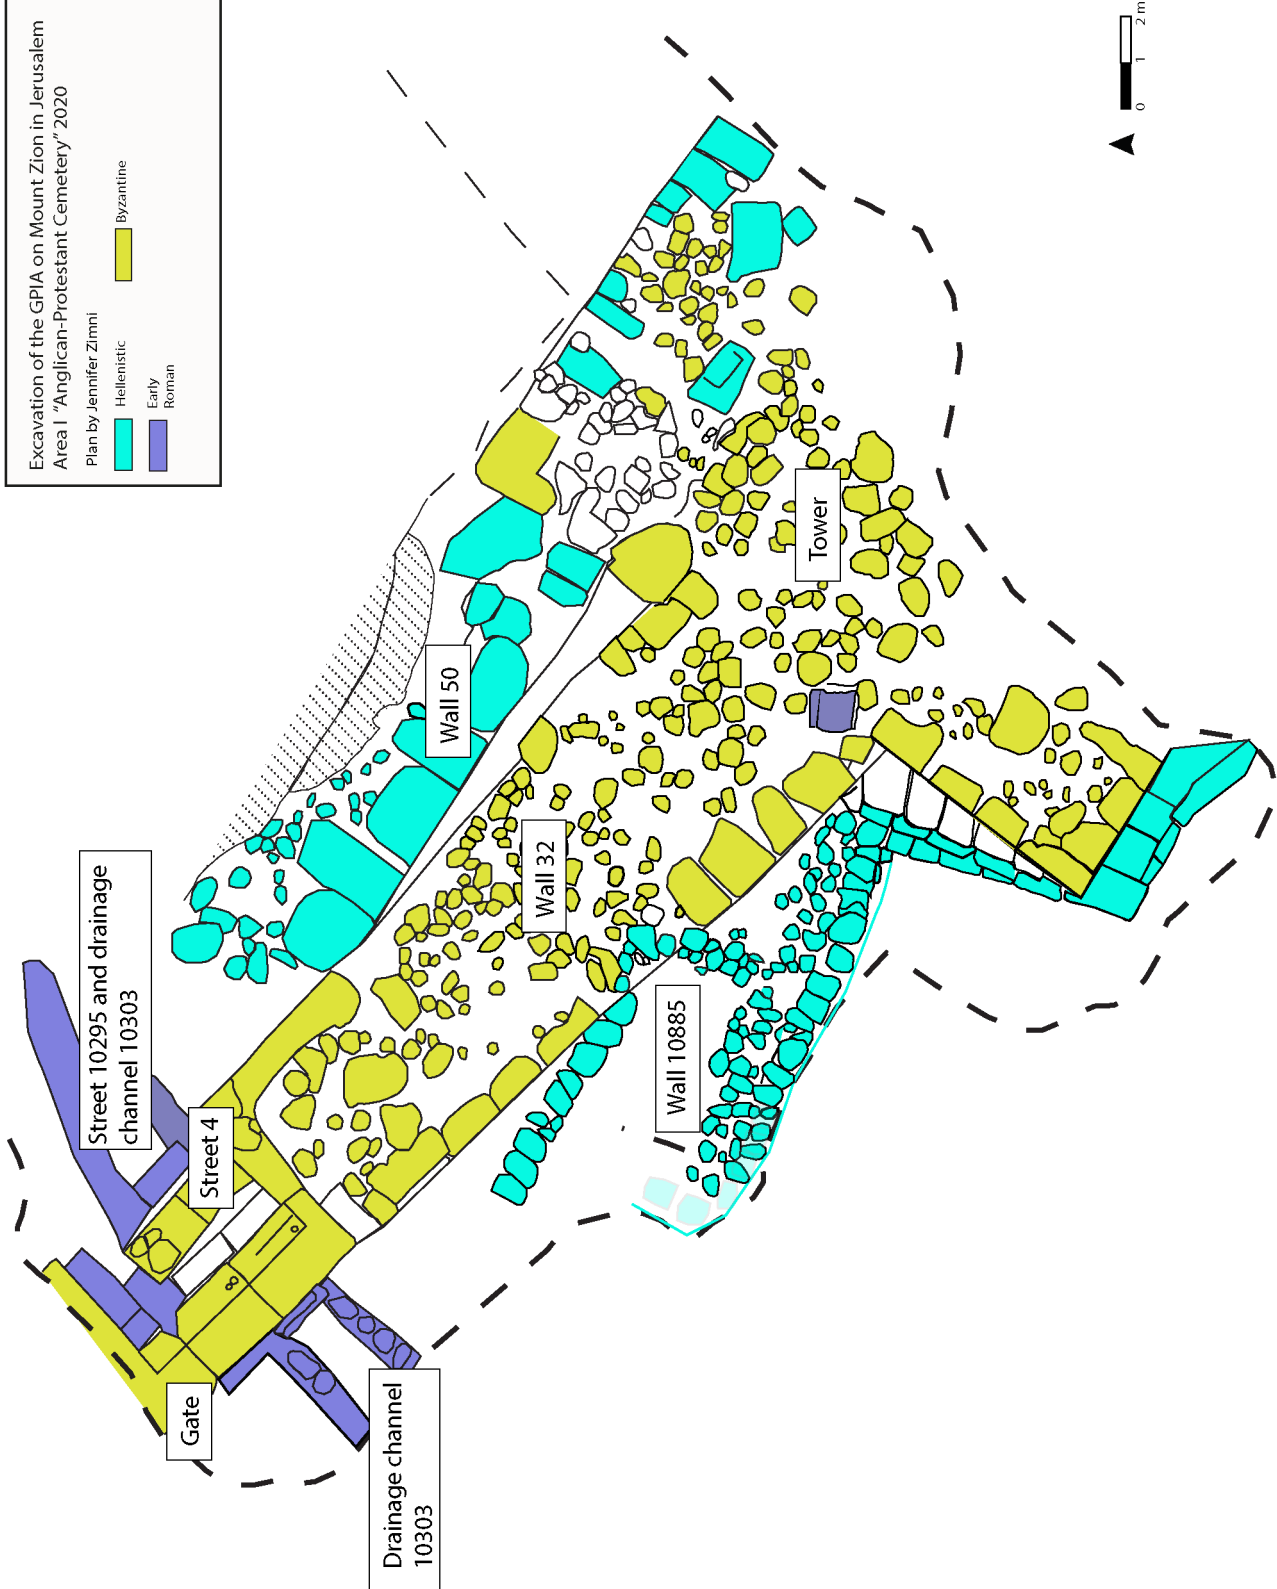 Excavation of the GPIA on Mount Zion in Jerusalem
Area I "Anglican-Protestant Cemetery" 2020
Plan by Jennifer Zimni
Hellenistic
Byzantine
Early
Roman
0 1 2 m
Street 10295 and drainage
channel 10303
Street 4
Gate
Drainage channel
10303
Wall 50
Wall 32
Wall 10885
Tower